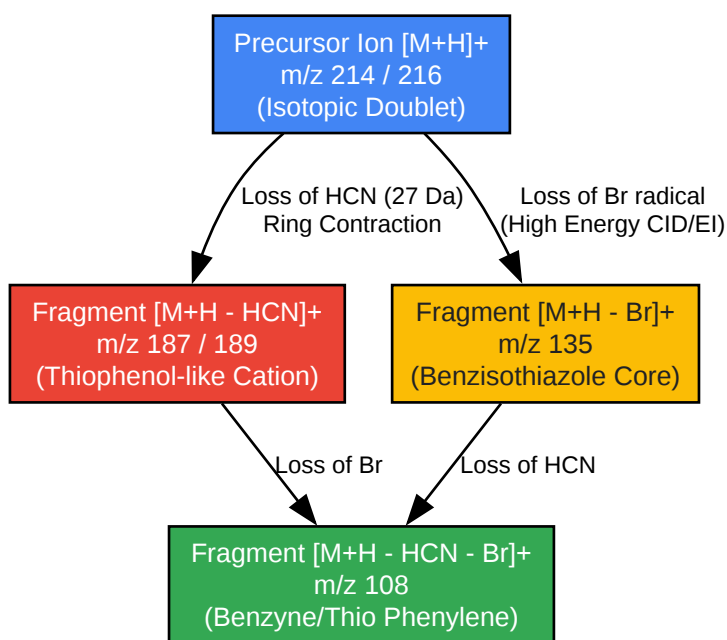 Precursor Ion [M+H]+
m/z 214 / 216
(Isotopic Doublet)
Loss of HCN (27 Da)
Ring Contraction
Loss of Br radical
(High Energy CID/EI)
Fragment [M+H - HCN]+
m/z 187 / 189
(Thiophenol-like Cation)
Fragment [M+H - Br]+
m/z 135
(Benzisothiazole Core)
Loss of Br
Loss of HCN
Fragment [M+H - HCN - Br]+
m/z 108
(Benzyne/Thio Phenylene)